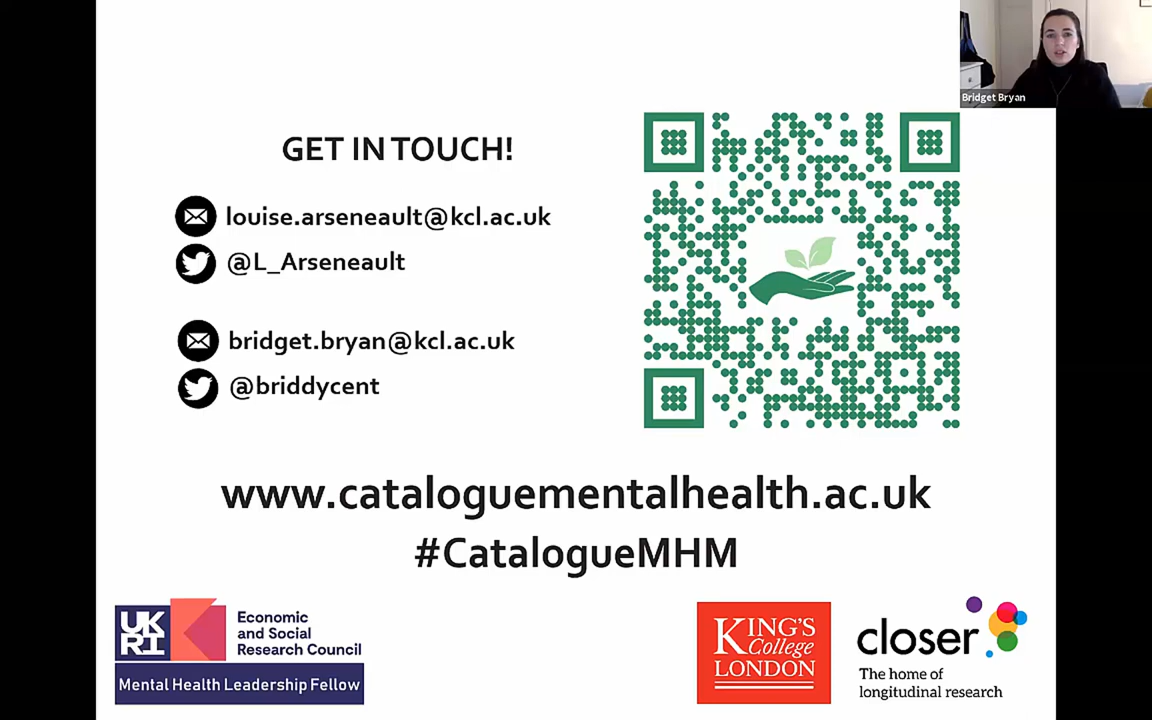 Bridget Bryan
GET IN TOUCH!
louise.arseneault@kcl.ac.uk
@L_Arseneault
bridget.bryan@kcl.ac.uk
@briddycent
www.cataloguementalhealth.ac.uk
#CatalogueMHM
UK
RI
Economic
and Social
Research Council
Mental Health Leadership Fellow
KING'S
College
LONDON
closer
The home of
longitudinal research